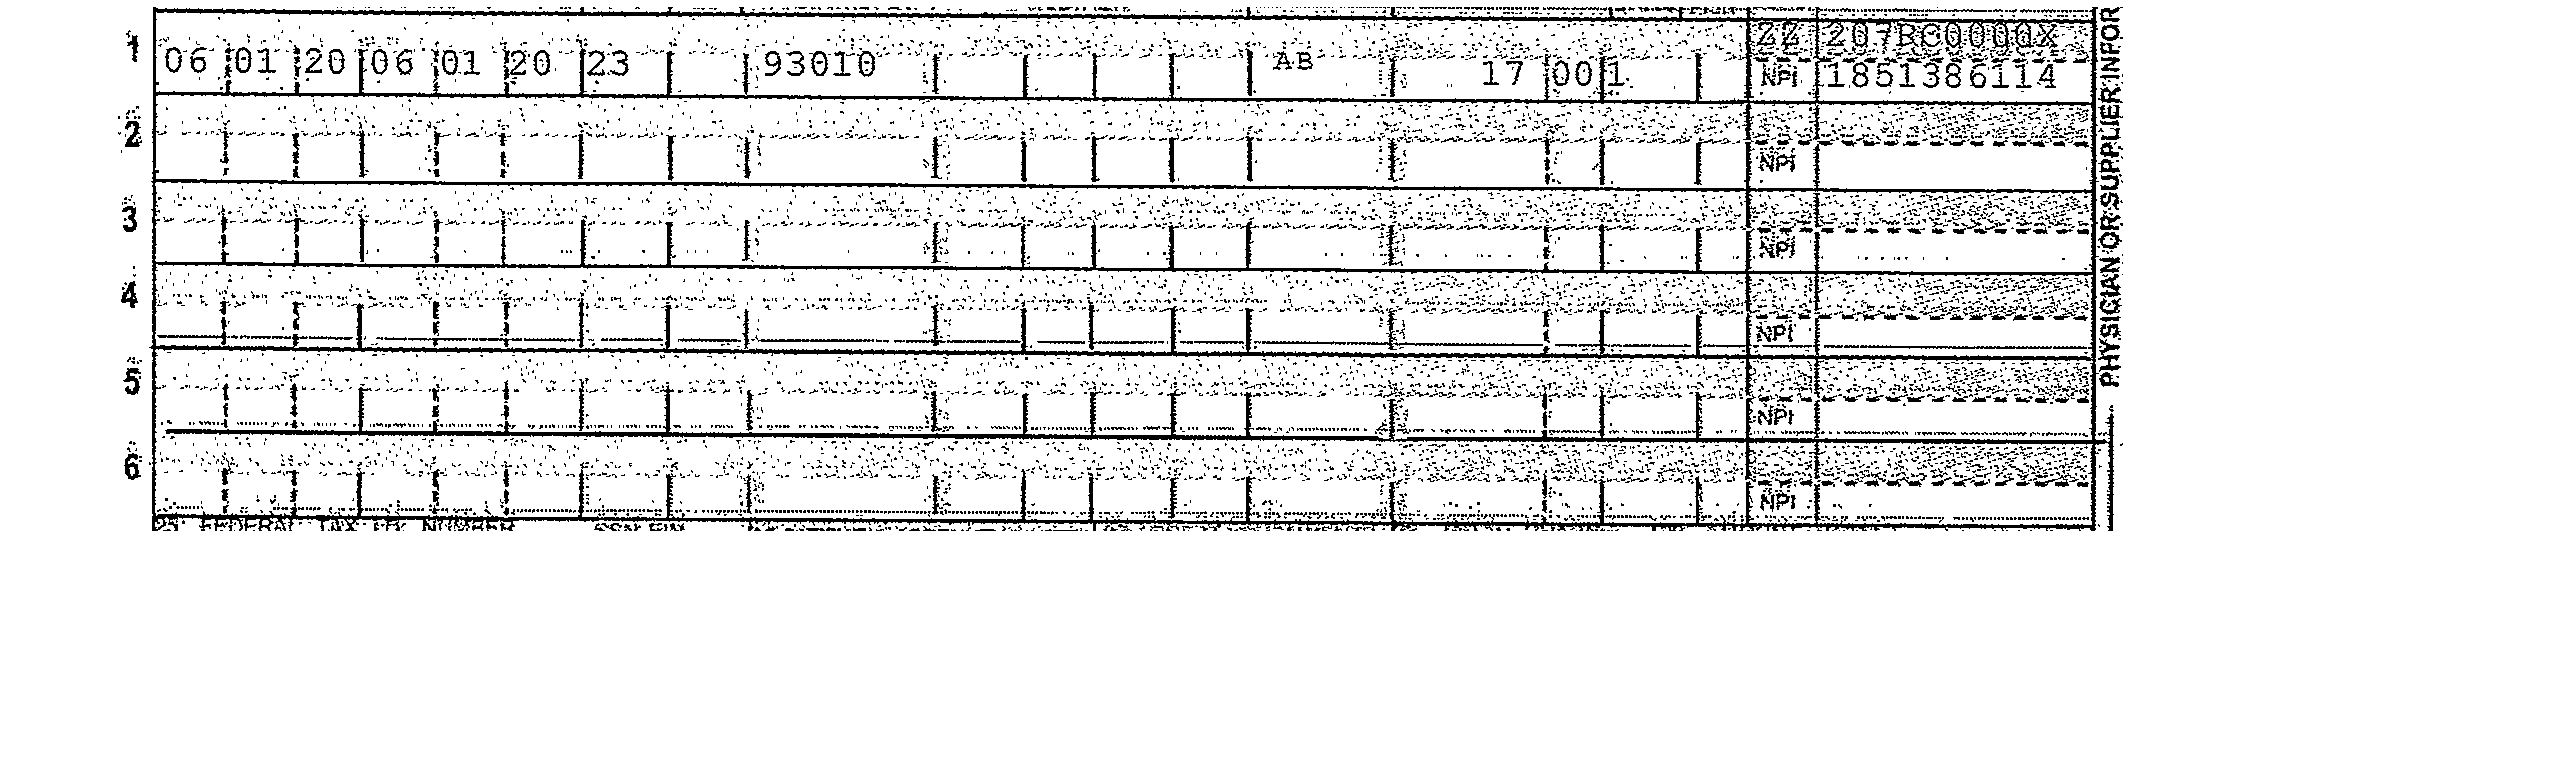 1 ZZ 207RC0000X
06 01 20 06 01 20 23 93010 AB 17 00 1 NPI 1851386114
2 NPI
3 NPI
4 NPI
5 NPI
6 NPI
25. FEDERAL TAX I.D. NUMBER SSN EIN
PHYSICIAN OR SUPPLIER INFOR